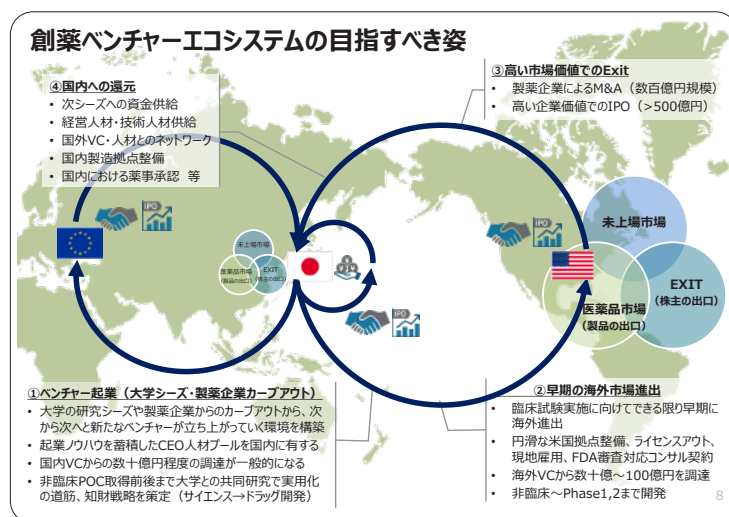 創薬ベンチャーエコシステムの目指すべき姿
④国内への還元
• 次シーズへの資金供給
• 経営人材・技術人材供給
• 国外VC・人材とのネットワーク
• 国内製造拠点整備
• 国内における薬事承認 等
③高い市場価値でのExit
• 製薬企業によるM&A（数百億円規模）
• 高い企業価値でのIPO（>500億円）
IPO
IPO
IPO
未上場市場
医薬品市場
（製品の出口）
EXIT
（株主の出口）
未上場市場
EXIT
（株主の出口）
医薬品市場
（製品の出口）
①ベンチャー起業（大学シーズ・製薬企業カーブアウト）
• 大学の研究シーズや製薬企業からのカーブアウトから、次
から次へと新たなベンチャーが立ち上がっていく環境を構築
• 起業ノウハウを蓄積したCEO人材プールを国内に有する
• 国内VCからの数十億円程度の調達が一般的になる
• 非臨床POC取得前後まで大学との共同研究で実用化
の道筋、知財戦略を策定（サイエンス→ドラッグ開発）
②早期の海外市場進出
• 臨床試験実施に向けてできる限り早期に
海外進出
• 円滑な米国拠点整備、ライセンスアウト、
現地雇用、FDA審査対応コンサル契約
• 海外VCから数十億～100億円を調達
• 非臨床～Phase1,2まで開発
8